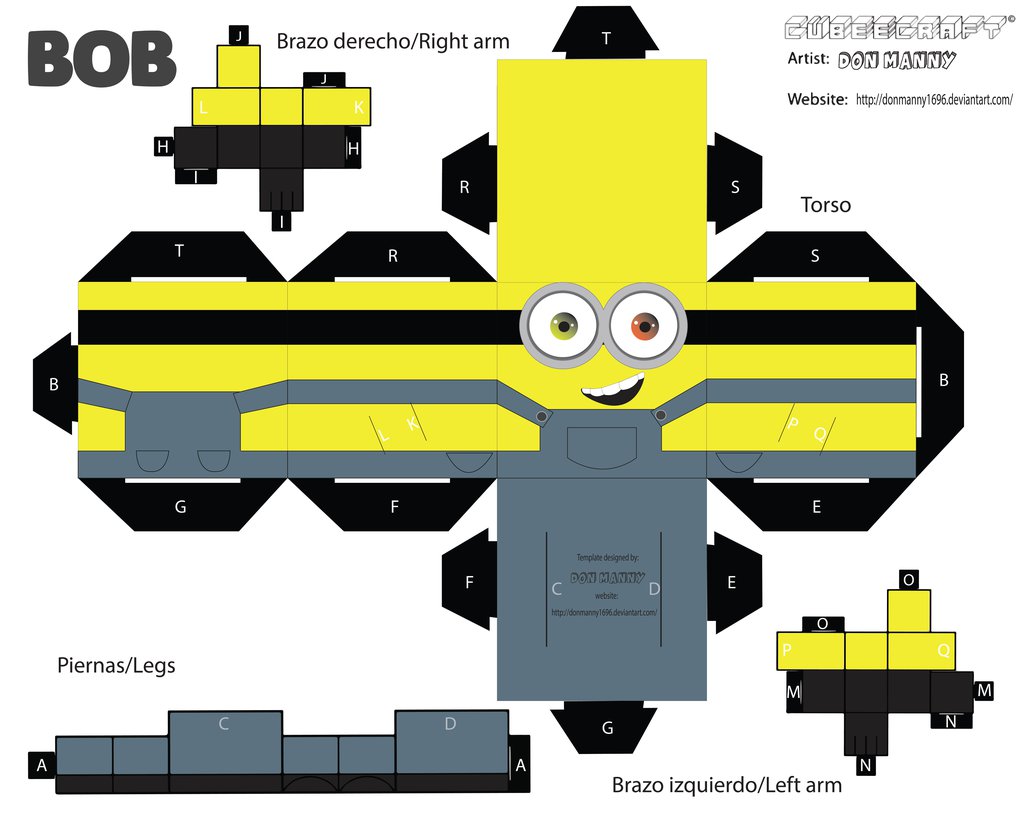 BOB
J
Brazo derecho/Right arm
J
L K
H H
I
I
T
CUBEECRAFT©
Artist: DON MANNY
Website: http://donmanny1696.deviantart.com/
R S
Torso
T R S
B B
L K P Q
G F E
F E
Template designed by:
DON MANNY
C D
website:
http://donmanny1696.deviantart.com/
G
Piernas/Legs
C D
A A
O
O
P Q
M M
N
N
Brazo izquierdo/Left arm